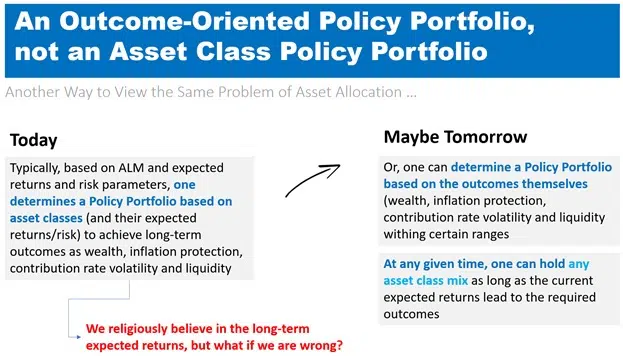 An Outcome-Oriented Policy Portfolio,
not an Asset Class Policy Portfolio
Another Way to View the Same Problem of Asset Allocation ...
Today
Typically, based on ALM and expected
returns and risk parameters, one
determines a Policy Portfolio based on
asset classes (and their expected
returns/risk) to achieve long-term
outcomes as wealth, inflation protection,
contribution rate volatility and liquidity
We religiously believe in the long-term
expected returns, but what if we are wrong?
Maybe Tomorrow
Or, one can determine a Policy Portfolio
based on the outcomes themselves
(wealth, inflation protection,
contribution rate volatility and liquidity
withing certain ranges
At any given time, one can hold any
asset class mix as long as the current
expected returns lead to the required
outcomes